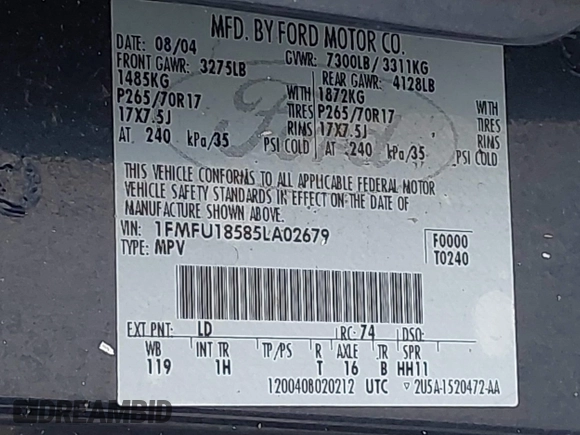 MFD. BY FORD MOTOR CO.
DATE: 08/04 GVWR: 7300LB / 3311KG
FRONT GAWR: 3275LB REAR GAWR: 4128LB
1485KG WITH 1872KG WITH
P265/70R17 TIRES P265/70R17 TIRES
17X7.5J RIMS 17X7.5J RIMS
AT 240 kPa/35 PSI COLD AT 240 kPa/35 PSI COLD
Ford
THIS VEHICLE CONFORMS TO ALL APPLICABLE FEDERAL MOTOR
VEHICLE SAFETY STANDARDS IN EFFECT ON THE DATE OF
MANUFACTURE SHOWN ABOVE.
VIN: 1FMFU18585LA02679 F0000
TYPE: MPV T0240
EXT PNT: LD RC: 74 DSO:
WB INT TR TP/PS R AXLE TR SPR
119 1H T 16 B HH11
1200408020212 UTC ▽ 2U5A-1520472-AA
IDREAMBID